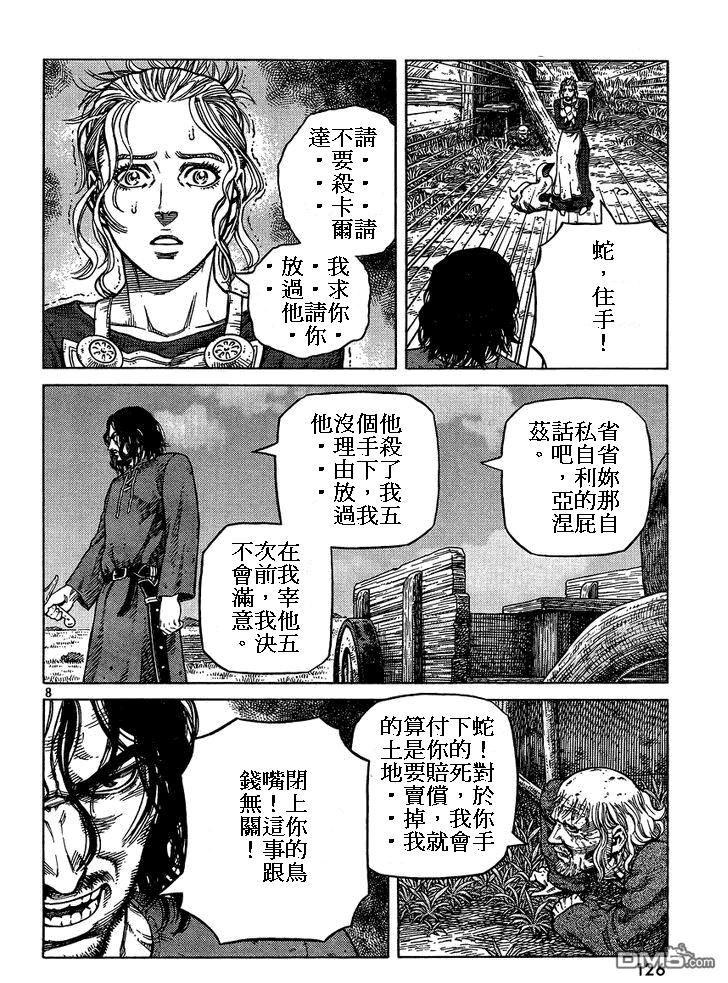 蛇，住手！
請・・・請
不要殺卡爾
達・・・
我求你・
・・請你
放過他・
省省妳那自
私自利的屁
話吧，亞涅
茲。
他殺了我五
個手下，我
沒理由放過
他・・・
在我宰他五
次前，我決
不會滿意。
8
蛇！對於你手
下的死，我會
付你賠償，就
算是要賣掉我
的土地・・・
閉上你的鳥
嘴！這事跟
錢無關！
126
DM5.com